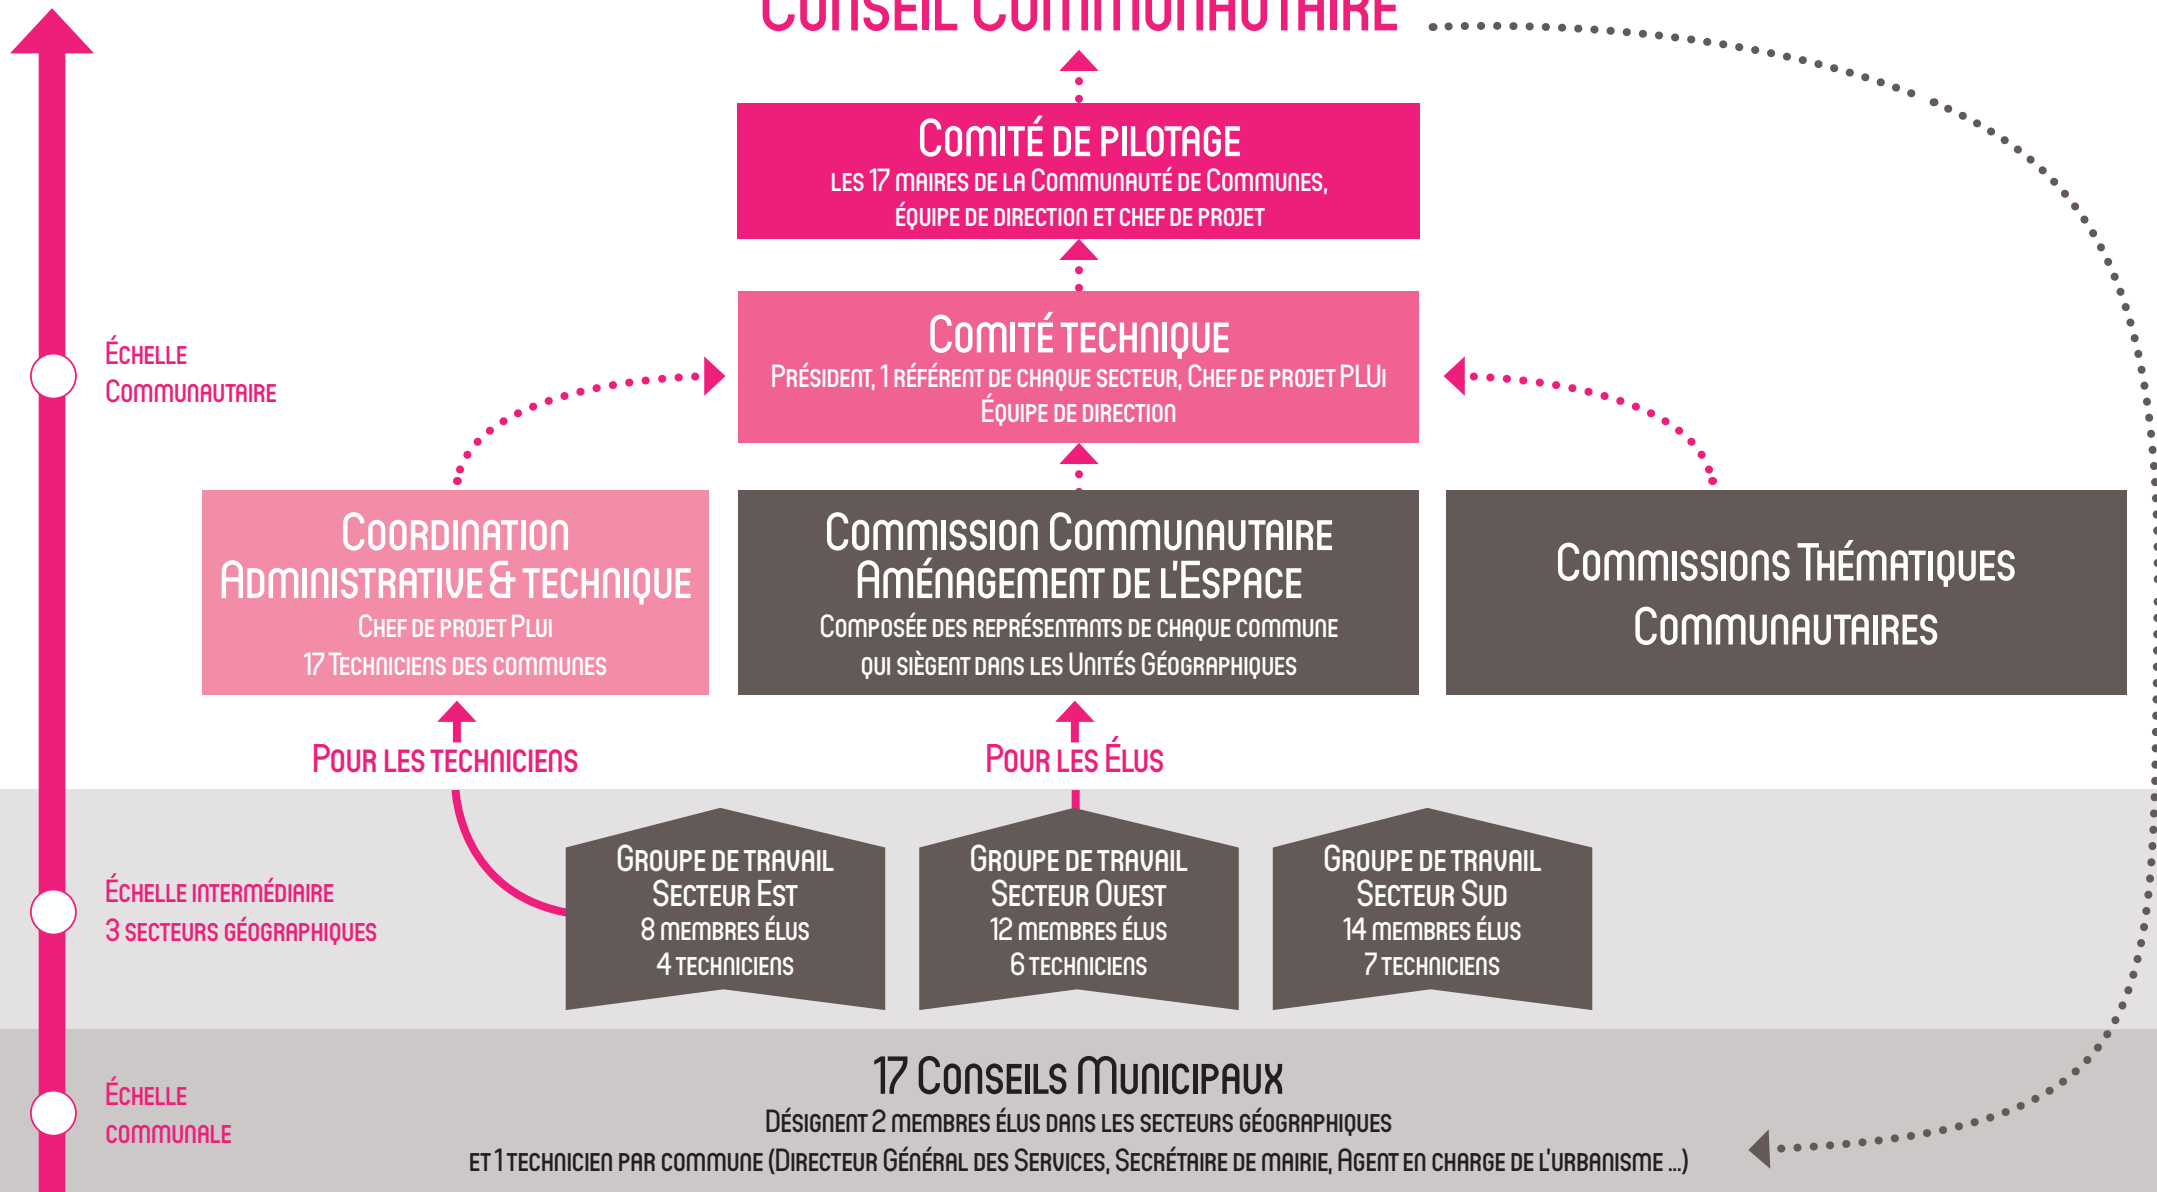 Conseil Communautaire
Comité de pilotage
les 17 maires de la Communauté de Communes,
équipe de direction et chef de projet
Comité technique
Président, 1 référent de chaque secteur, Chef de projet PLUi
Équipe de direction
Échelle
Communautaire
Coordination
Administrative & technique
Chef de projet Plui
17 Techniciens des communes
Commission Communautaire
Aménagement de l'Espace
Composée des représentants de chaque commune
qui siègent dans les Unités Géographiques
Commissions Thématiques
Communautaires
Pour les techniciens
Pour les Élus
Échelle intermédiaire
3 secteurs géographiques
Groupe de travail
Secteur Est
8 membres élus
4 techniciens
Groupe de travail
Secteur Ouest
12 membres élus
6 techniciens
Groupe de travail
Secteur Sud
14 membres élus
7 techniciens
Échelle
communale
17 Conseils Municipaux
Désignent 2 membres élus dans les secteurs géographiques
et 1 technicien par commune (Directeur Général des Services, Secrétaire de mairie, Agent en charge de l'urbanisme ...)